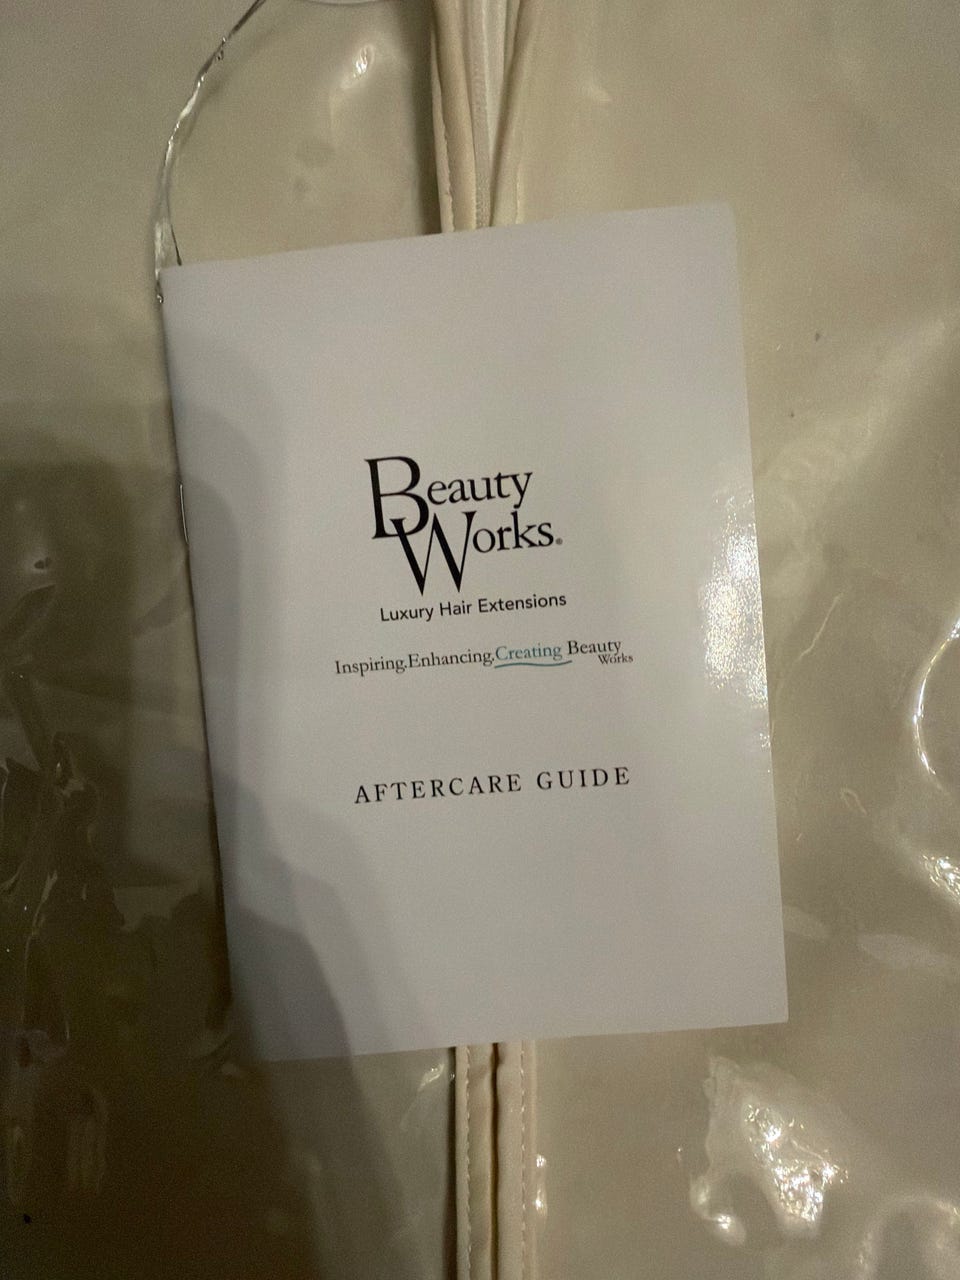 Beauty
Works®
Luxury Hair Extensions
Inspiring.Enhancing.Creating Beauty
Works
AFTERCARE GUIDE